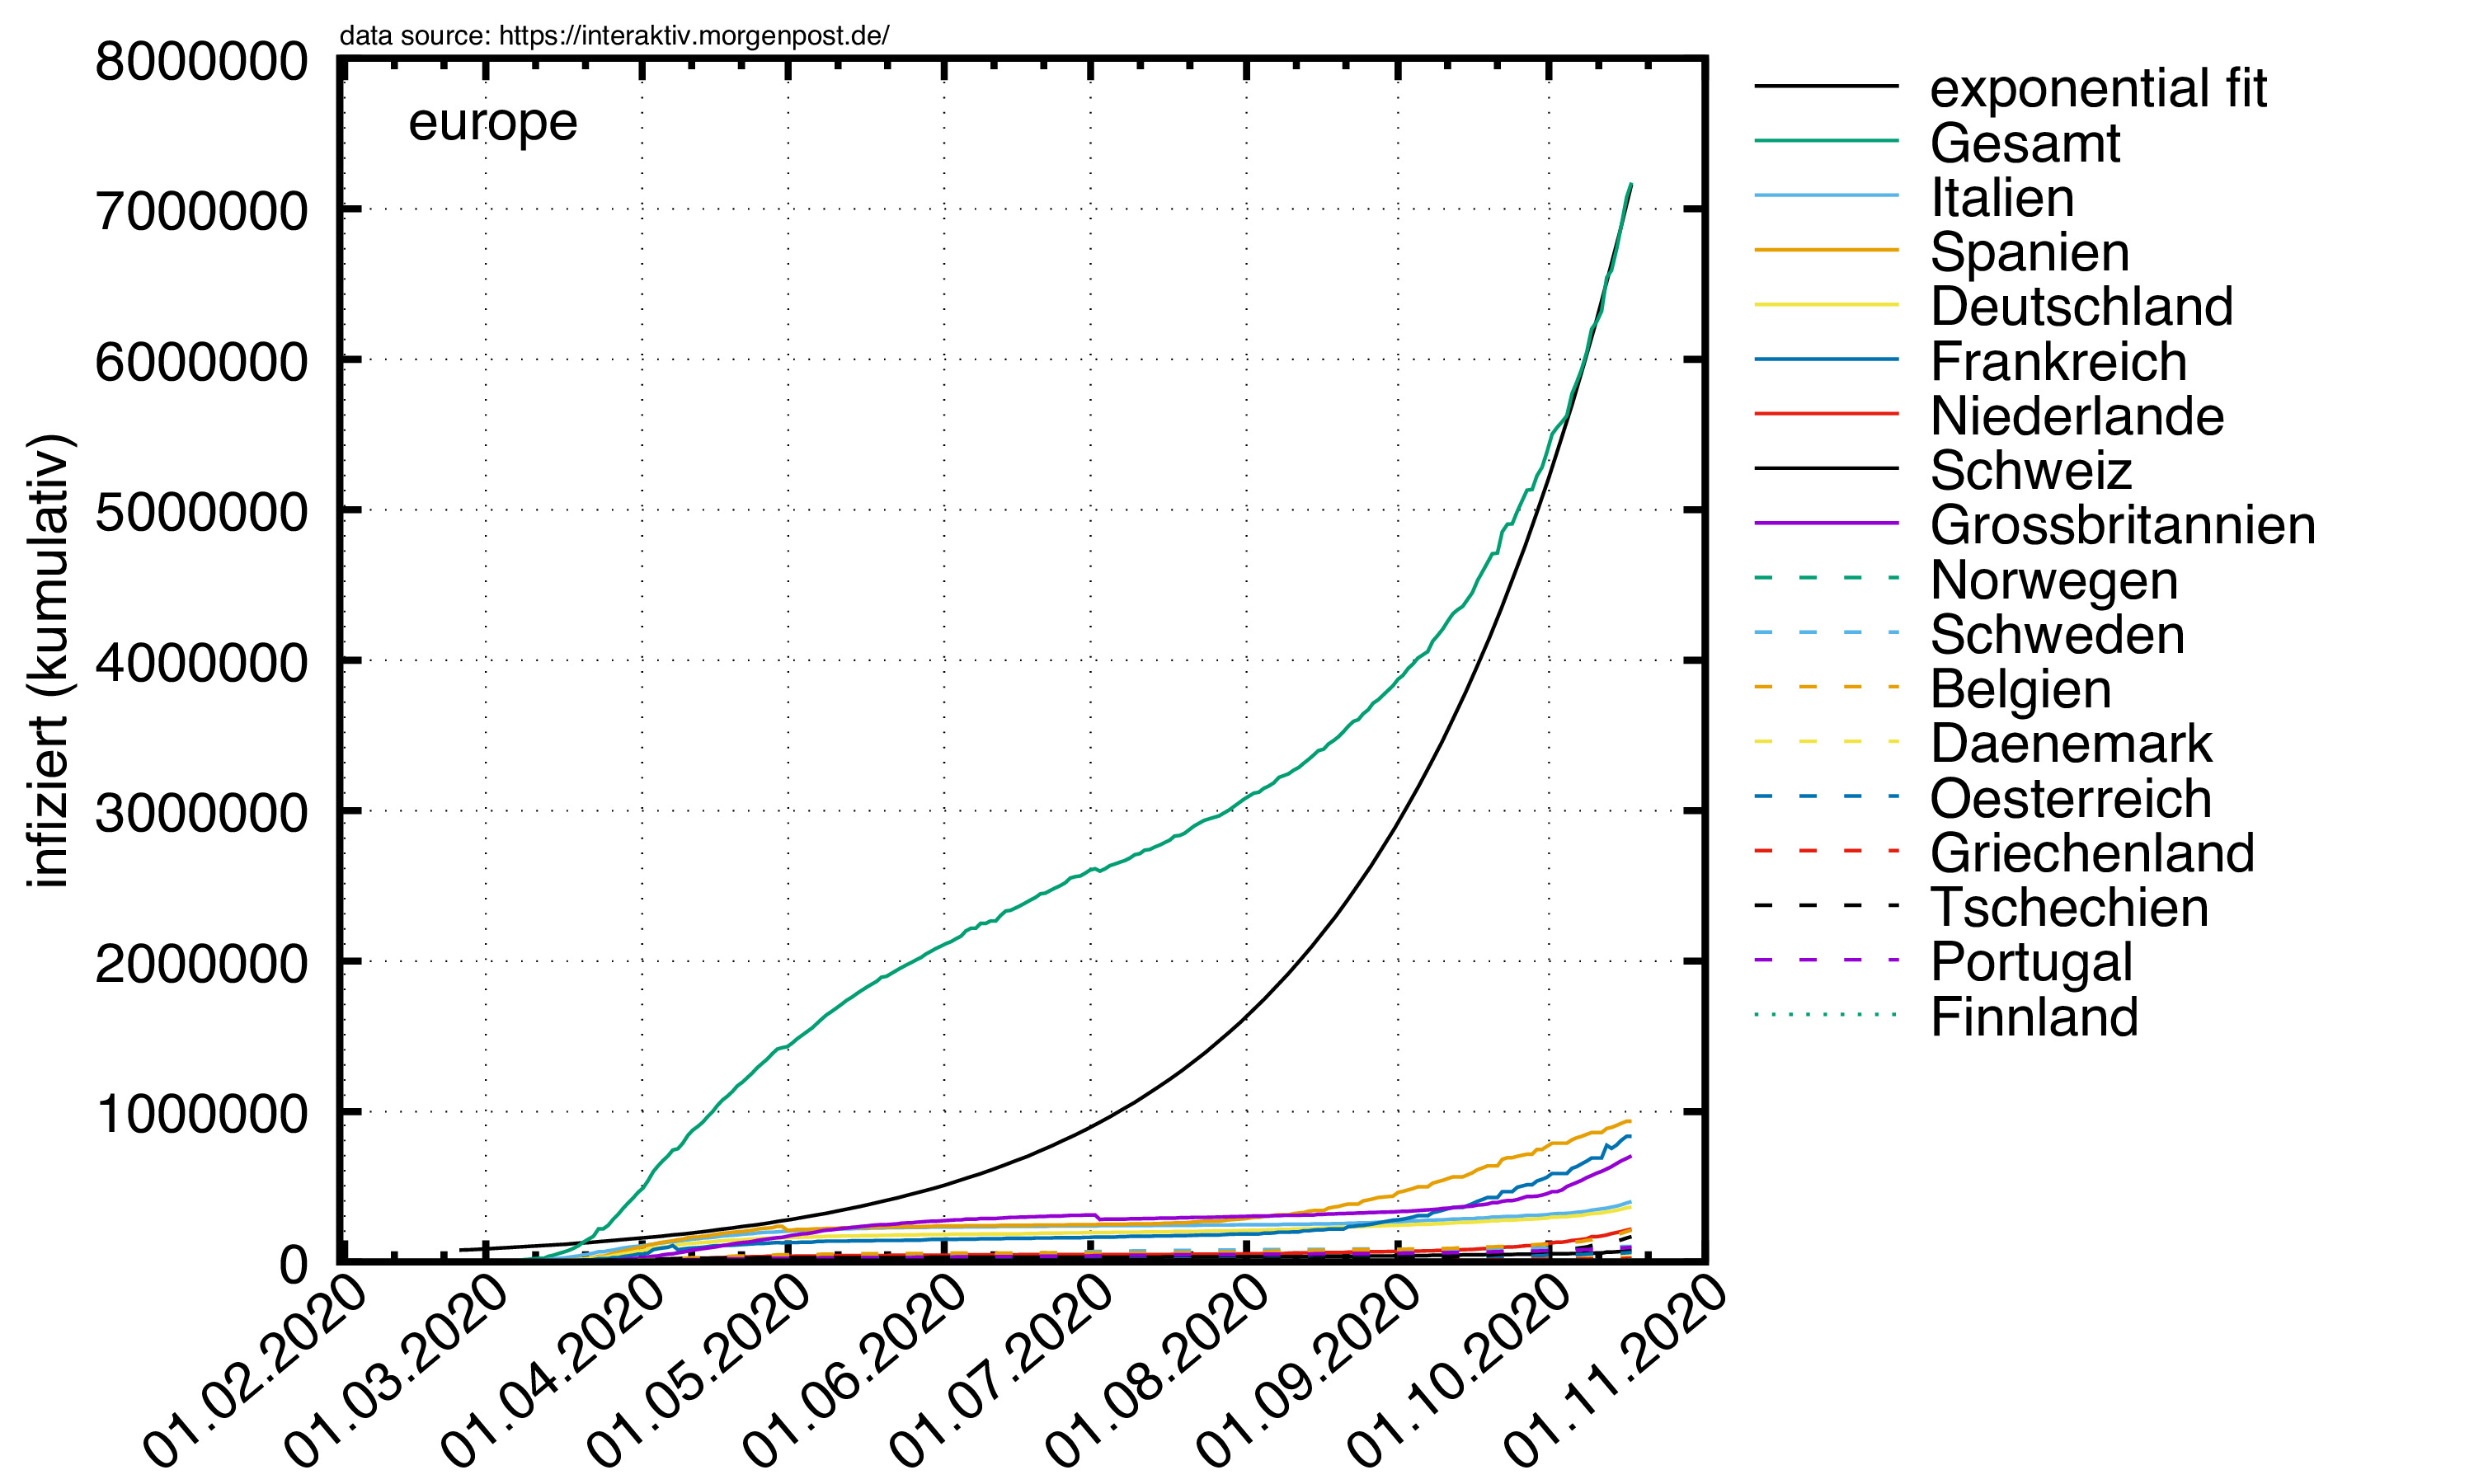 data source: https://interaktiv.morgenpost.de/
europe
infiziert (kumulativ)
8000000
7000000
6000000
5000000
4000000
3000000
2000000
1000000
0
01.02.2020
01.03.2020
01.04.2020
01.05.2020
01.06.2020
01.07.2020
01.08.2020
01.09.2020
01.10.2020
01.11.2020
exponential fit
Gesamt
Italien
Spanien
Deutschland
Frankreich
Niederlande
Schweiz
Grossbritannien
Norwegen
Schweden
Belgien
Daenemark
Oesterreich
Griechenland
Tschechien
Portugal
Finnland